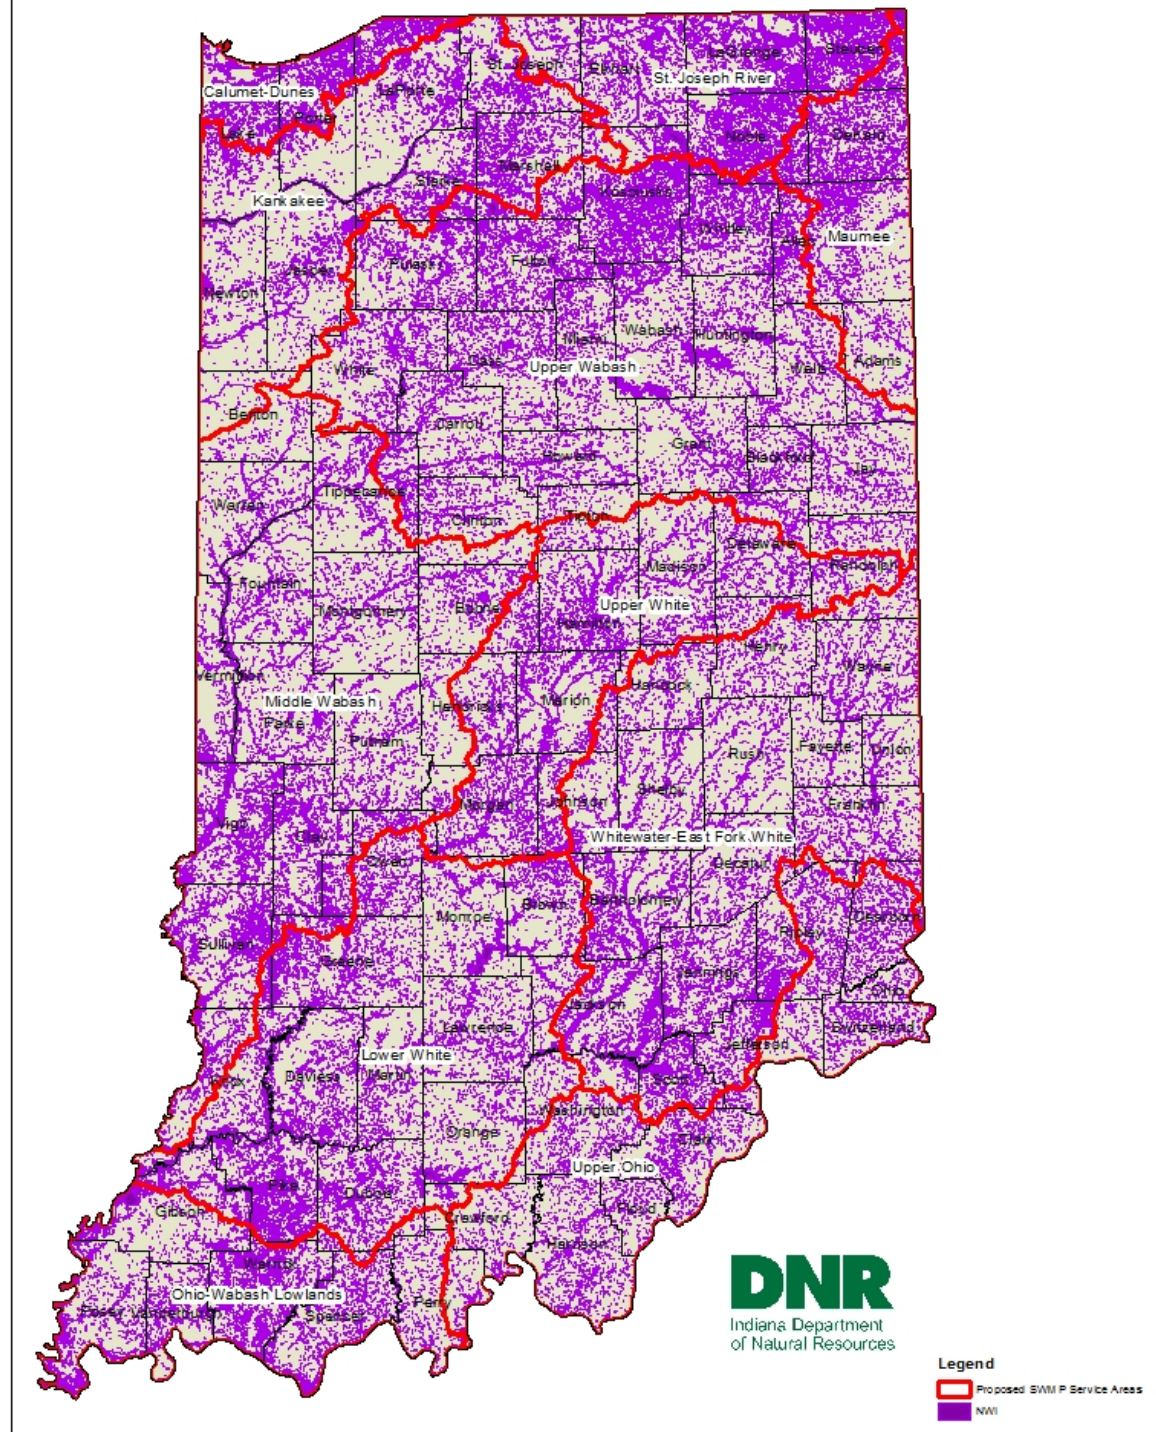 LaGrange
Steuben
St. Joseph
Elkhart
St. Joseph River
Calumet-Dunes
LaPorte
Porter
Lake
Noble
DeKalb
Marshall
Starke
Kosciusko
Kankakee
Whitley
Allen
Maumee
Jasper
Pulaski
Fulton
Newton
Wabash
Huntington
Miami
White
Cass
Upper Wabash
Wells
Adams
Benton
Carroll
Grant
Howard
Blackford
Jay
Warren
Tippecanoe
Clinton
Tipton
Delaware
Randolph
Madison
Fountain
Montgomery
Boone
Upper White
Hamilton
Henry
Wayne
Vermillion
Hancock
Middle Wabash
Hendricks
Marion
Parke
Putnam
Rush
Fayette
Union
Shelby
Morgan
Johnson
Franklin
Vigo
Clay
Whitewater-East Fork White
Owen
Decatur
Monroe
Brown
Bartholomew
Dearborn
Ripley
Sullivan
Greene
Jennings
Ohio
Jackson
Lawrence
Switzerland
Jefferson
Lower White
Knox
Daviess
Martin
Scott
Washington
Orange
Clark
Upper Ohio
Pike
Dubois
Gibson
Crawford
Floyd
Harrison
Warrick
Ohio-Wabash Lowlands
Perry
Posey
Vanderburgh
Spencer
DNR
Indiana Department
of Natural Resources
Legend
Proposed SWMP Service Areas
NWI